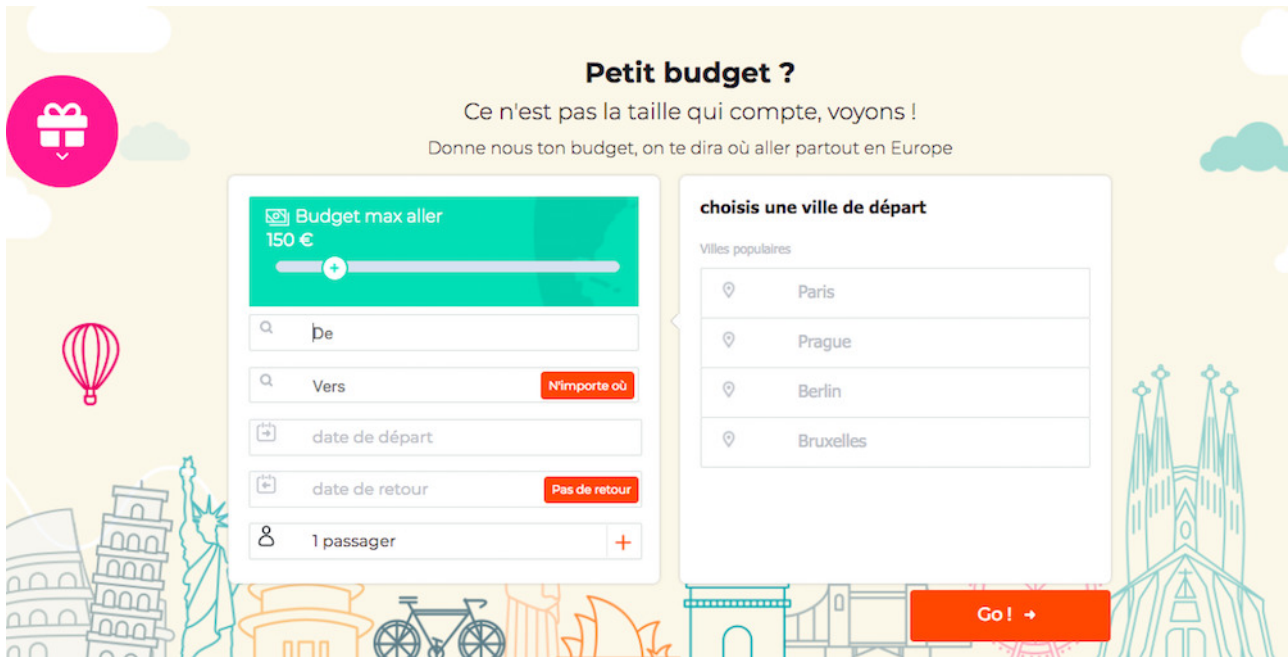 Petit budget ?
Ce n'est pas la taille qui compte, voyons !
Donne nous ton budget, on te dira où aller partout en Europe
Budget max aller
150 €
De
Vers
N'importe où
date de départ
date de retour
Pas de retour
1 passager
+
choisis une ville de départ
Villes populaires
Paris
Prague
Berlin
Bruxelles
Go ! →